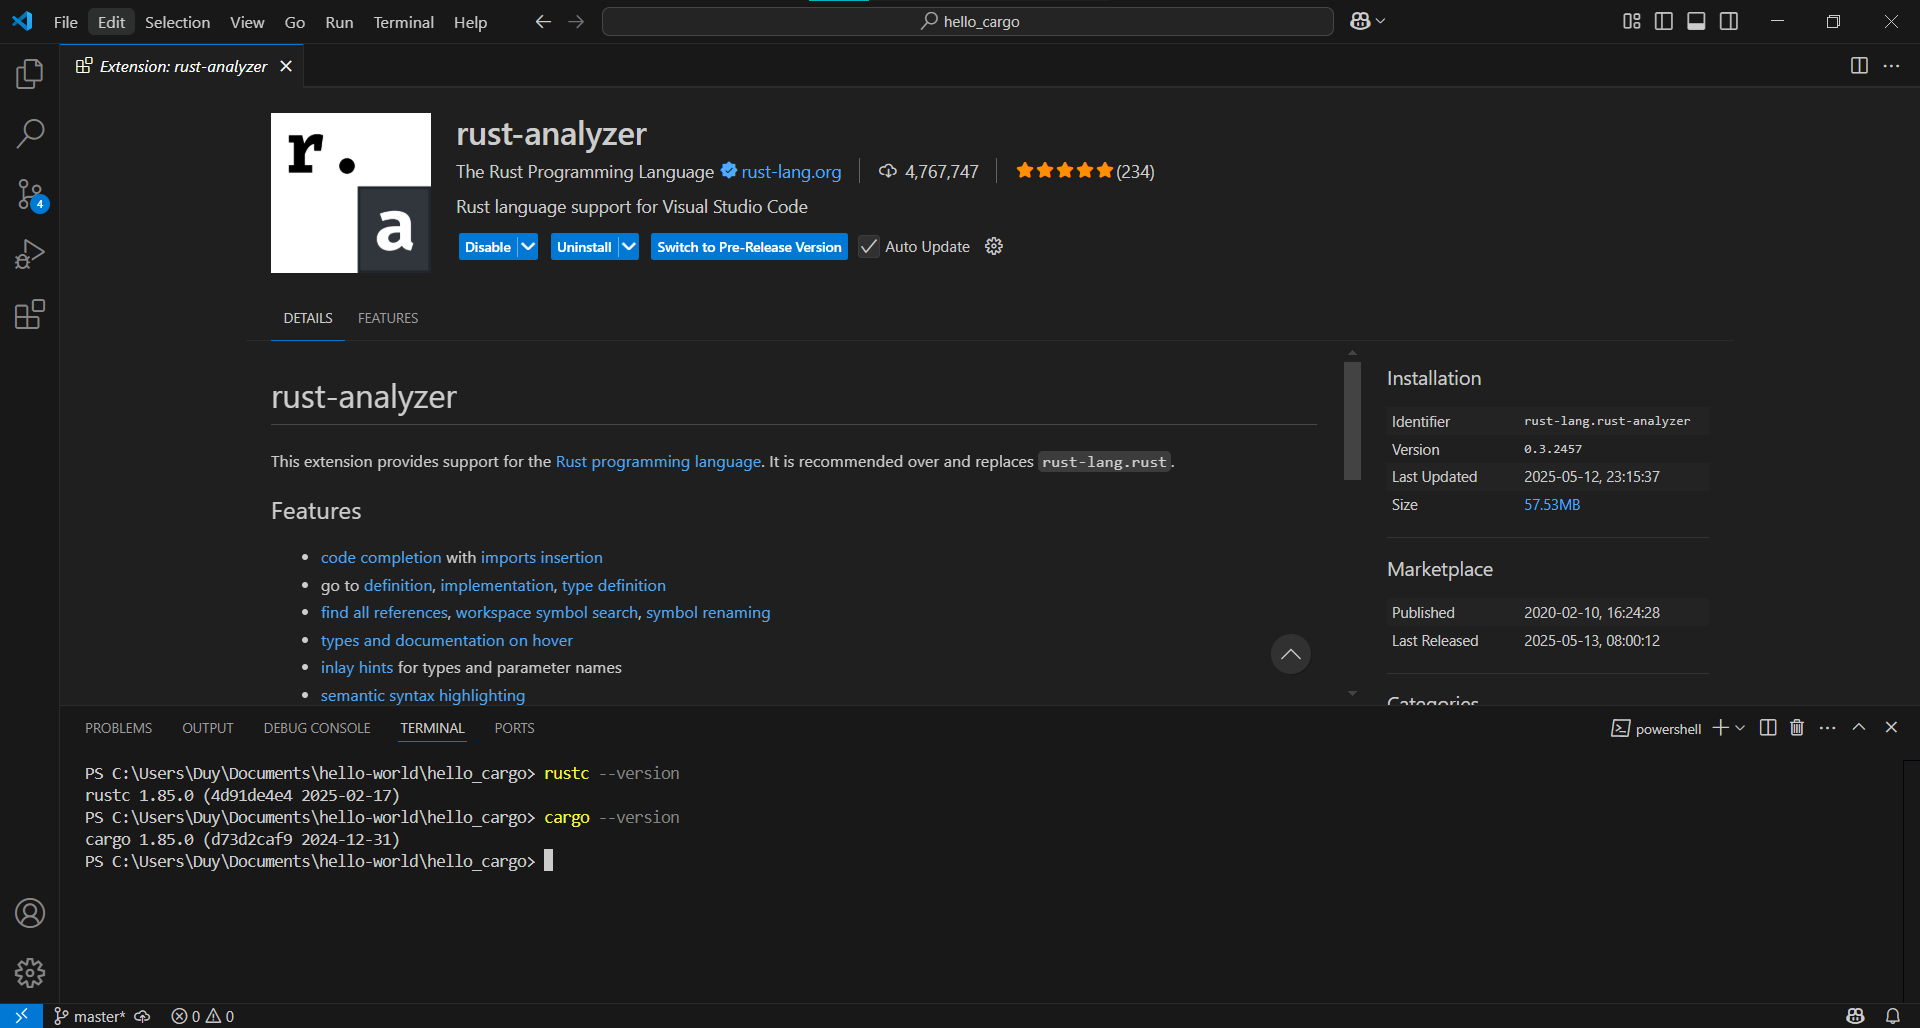 File Edit Selection View Go Run Terminal Help
hello_cargo
Extension: rust-analyzer
r.
a
rust-analyzer
The Rust Programming Language rust-lang.org 4,767,747 (234)
Rust language support for Visual Studio Code
Disable Uninstall Switch to Pre-Release Version Auto Update
4
DETAILS FEATURES
rust-analyzer
This extension provides support for the Rust programming language. It is recommended over and replaces rust-lang.rust.
Features
code completion with imports insertion
go to definition, implementation, type definition
find all references, workspace symbol search, symbol renaming
types and documentation on hover
inlay hints for types and parameter names
semantic syntax highlighting
Installation
Identifier rust-lang.rust-analyzer
Version 0.3.2457
Last Updated 2025-05-12, 23:15:37
Size 57.53MB
Marketplace
Published 2020-02-10, 16:24:28
Last Released 2025-05-13, 08:00:12
Categories
PROBLEMS OUTPUT DEBUG CONSOLE TERMINAL PORTS
powershell
PS C:\Users\Duy\Documents\hello-world\hello_cargo> rustc --version
rustc 1.85.0 (4d91de4e4 2025-02-17)
PS C:\Users\Duy\Documents\hello-world\hello_cargo> cargo --version
cargo 1.85.0 (d73d2caf9 2024-12-31)
PS C:\Users\Duy\Documents\hello-world\hello_cargo>
master* 0 0